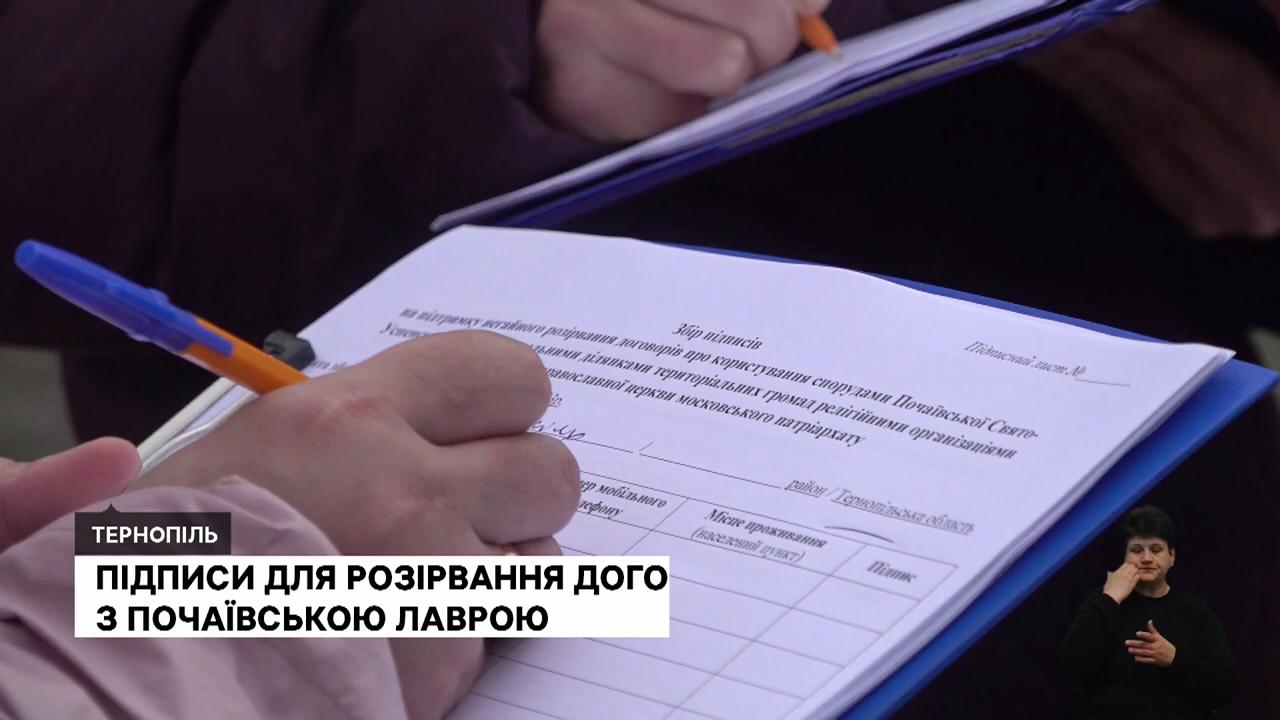 Збір підписів
Підписний лист №
на підтримку негайного розірвання договорів про користування спорудами Почаївської Свято-
ділянками територіальних громад релігійними організаціями
православної церкви московського патріархату
район / Тернопільська область
мобільного
Місце проживання
(населений пункт)
Підпис
ТЕРНОПІЛЬ
ПІДПИСИ ДЛЯ РОЗІРВАННЯ ДОГО
З ПОЧАЇВСЬКОЮ ЛАВРОЮ